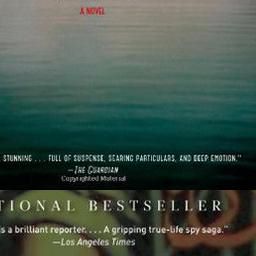 A NOVEL
STUNNING . . . FULL OF SUSPENSE, SEARING PARTICULARS, AND DEEP EMOTION."
—THE GUARDIAN
Copyrighted Material
TIONAL BESTSELLER
s a brilliant reporter. . . . A gripping true-life spy saga."
—Los Angeles Times